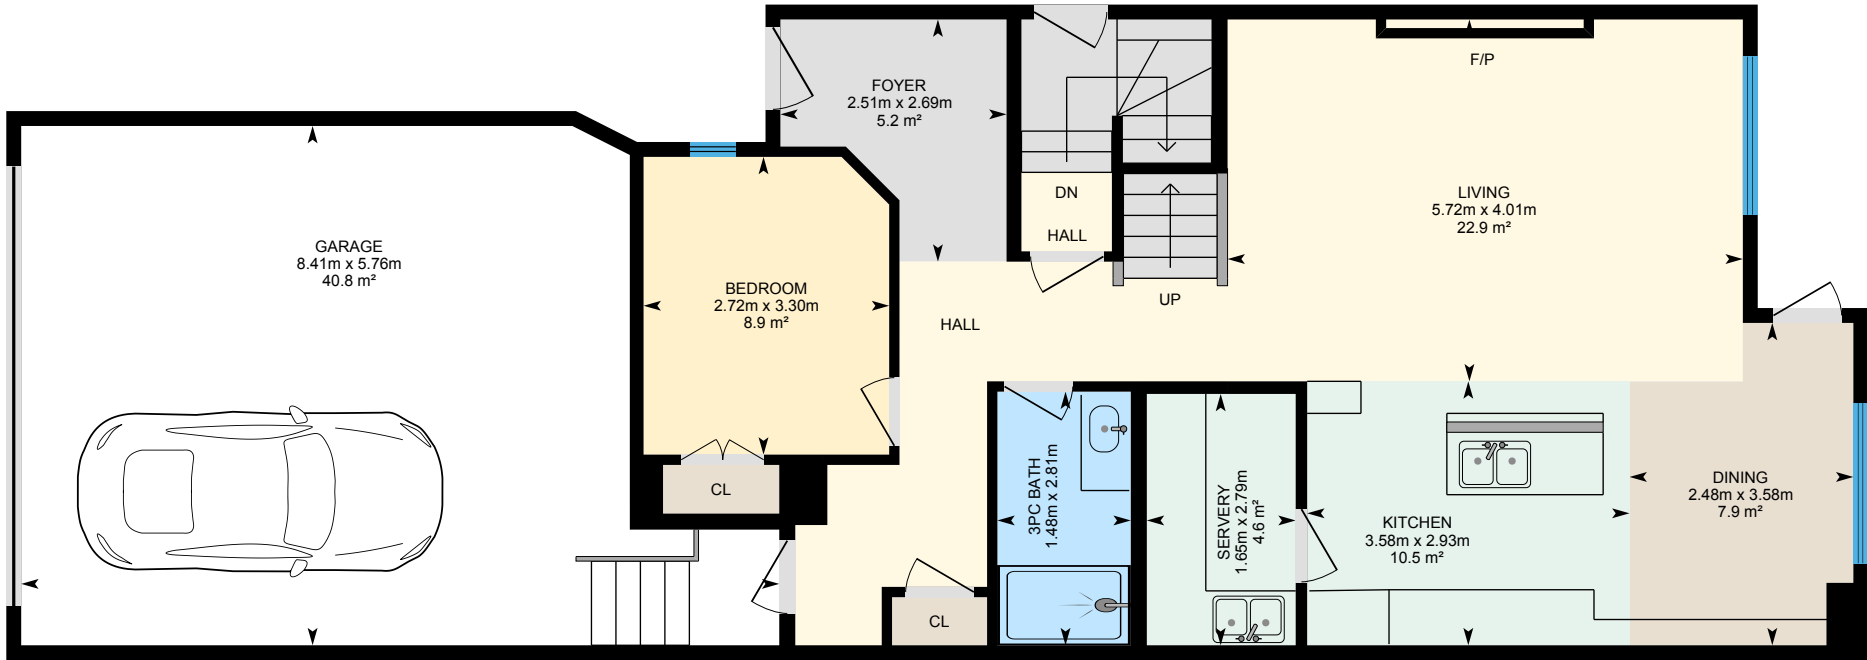 FOYER
2.51m x 2.69m
5.2 m²
F/P
DN
HALL
UP
LIVING
5.72m x 4.01m
22.9 m²
GARAGE
8.41m x 5.76m
40.8 m²
BEDROOM
2.72m x 3.30m
8.9 m²
HALL
CL
CL
3PC BATH
1.48m x 2.81m
SERVERY
1.65m x 2.79m
4.6 m²
KITCHEN
3.58m x 2.93m
10.5 m²
DINING
2.48m x 3.58m
7.9 m²